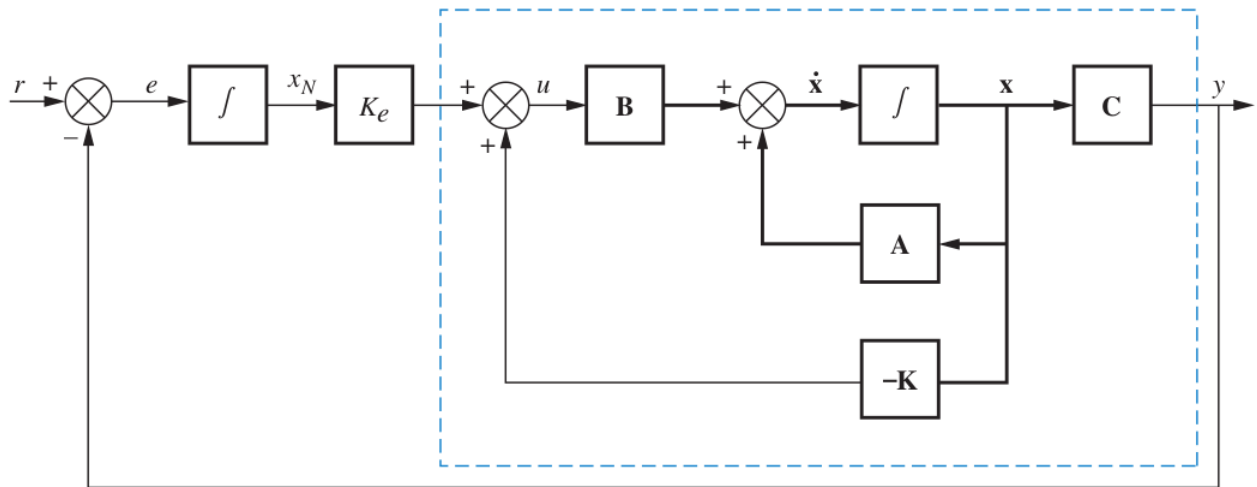 r + − e ∫ x_N K_e + + u B + + ẋ ∫ x C y
A
−K